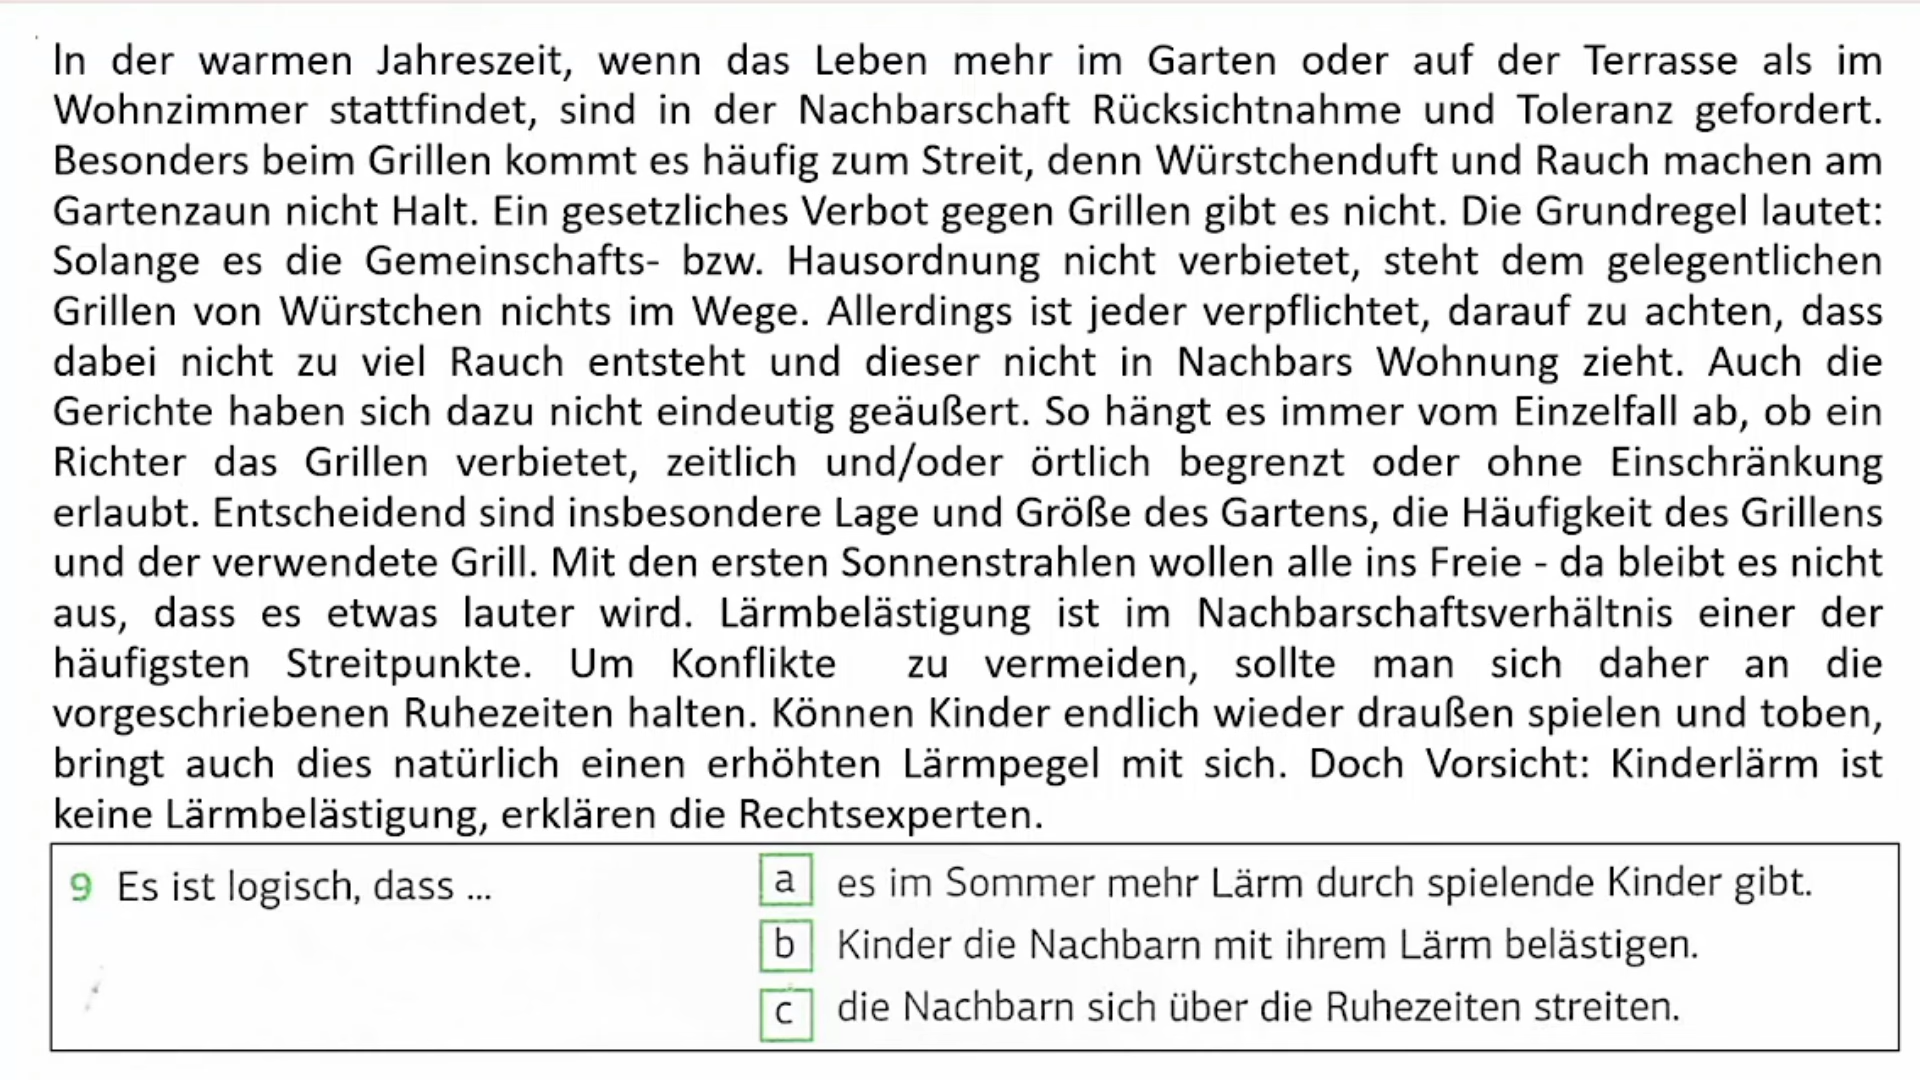 In der warmen Jahreszeit, wenn das Leben mehr im Garten oder auf der Terrasse als im
Wohnzimmer stattfindet, sind in der Nachbarschaft Rücksichtnahme und Toleranz gefordert.
Besonders beim Grillen kommt es häufig zum Streit, denn Würstchenduft und Rauch machen am
Gartenzaun nicht Halt. Ein gesetzliches Verbot gegen Grillen gibt es nicht. Die Grundregel lautet:
Solange es die Gemeinschafts- bzw. Hausordnung nicht verbietet, steht dem gelegentlichen
Grillen von Würstchen nichts im Wege. Allerdings ist jeder verpflichtet, darauf zu achten, dass
dabei nicht zu viel Rauch entsteht und dieser nicht in Nachbars Wohnung zieht. Auch die
Gerichte haben sich dazu nicht eindeutig geäußert. So hängt es immer vom Einzelfall ab, ob ein
Richter das Grillen verbietet, zeitlich und/oder örtlich begrenzt oder ohne Einschränkung
erlaubt. Entscheidend sind insbesondere Lage und Größe des Gartens, die Häufigkeit des Grillens
und der verwendete Grill. Mit den ersten Sonnenstrahlen wollen alle ins Freie - da bleibt es nicht
aus, dass es etwas lauter wird. Lärmbelästigung ist im Nachbarschaftsverhältnis einer der
häufigsten Streitpunkte. Um Konflikte zu vermeiden, sollte man sich daher an die
vorgeschriebenen Ruhezeiten halten. Können Kinder endlich wieder draußen spielen und toben,
bringt auch dies natürlich einen erhöhten Lärmpegel mit sich. Doch Vorsicht: Kinderlärm ist
keine Lärmbelästigung, erklären die Rechtsexperten.
9 Es ist logisch, dass ...
a es im Sommer mehr Lärm durch spielende Kinder gibt.
b Kinder die Nachbarn mit ihrem Lärm belästigen.
c die Nachbarn sich über die Ruhezeiten streiten.